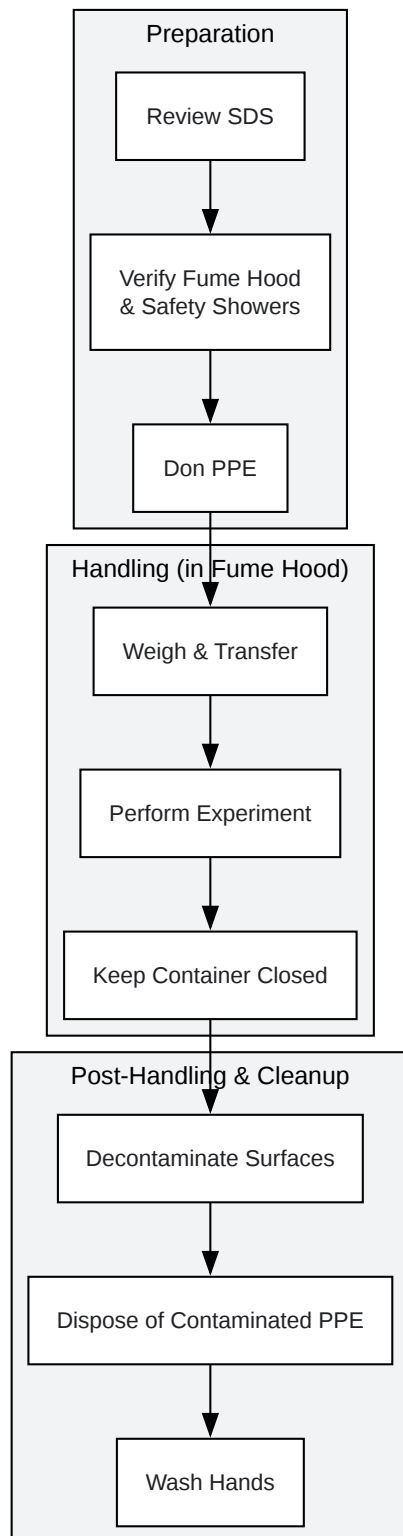 Preparation
Review SDS
Verify Fume Hood
& Safety Showers
Don PPE
Handling (in Fume Hood)
Weigh & Transfer
Perform Experiment
Keep Container Closed
Post-Handling & Cleanup
Decontaminate Surfaces
Dispose of Contaminated PPE
Wash Hands